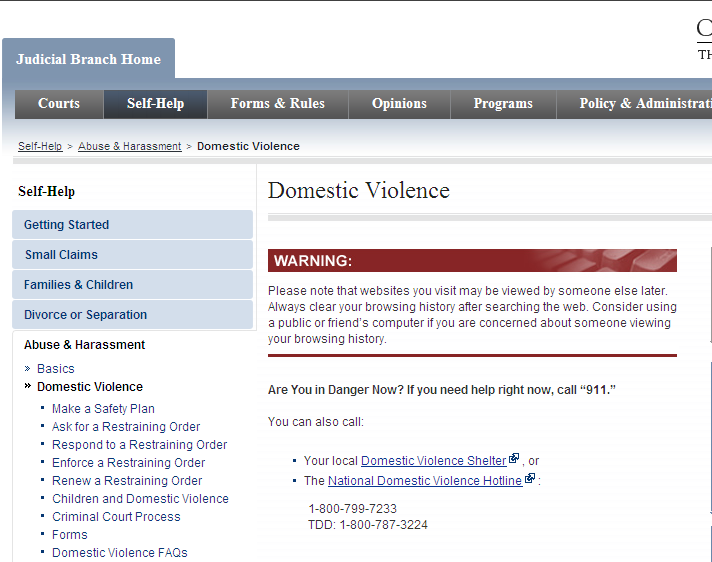 Judicial Branch Home
Courts
Self-Help
Forms & Rules
Opinions
Programs
Policy &
Self-Help > Abuse & Harassment > Domestic Violence
Self-Help
Getting Started
Small Claims
Families & Children
Divorce or Separation
Abuse & Harassment
» Basics
» Domestic Violence
Make a Safety Plan
Ask for a Restraining Order
Respond to a Restraining Order
Enforce a Restraining Order
Renew a Restraining Order
Children and Domestic Violence
Criminal Court Process
Forms
Domestic Violence FAQs
Domestic Violence
WARNING:
Please note that websites you visit may be viewed by someone else later.
Always clear your browsing history after searching the web. Consider using
a public or friend's computer if you are concerned about someone viewing
your browsing history.
Are You in Danger Now? If you need help right now, call “911.”
You can also call:
Your local Domestic Violence Shelter , or
The National Domestic Violence Hotline :
1-800-799-7233
TDD: 1-800-787-3224